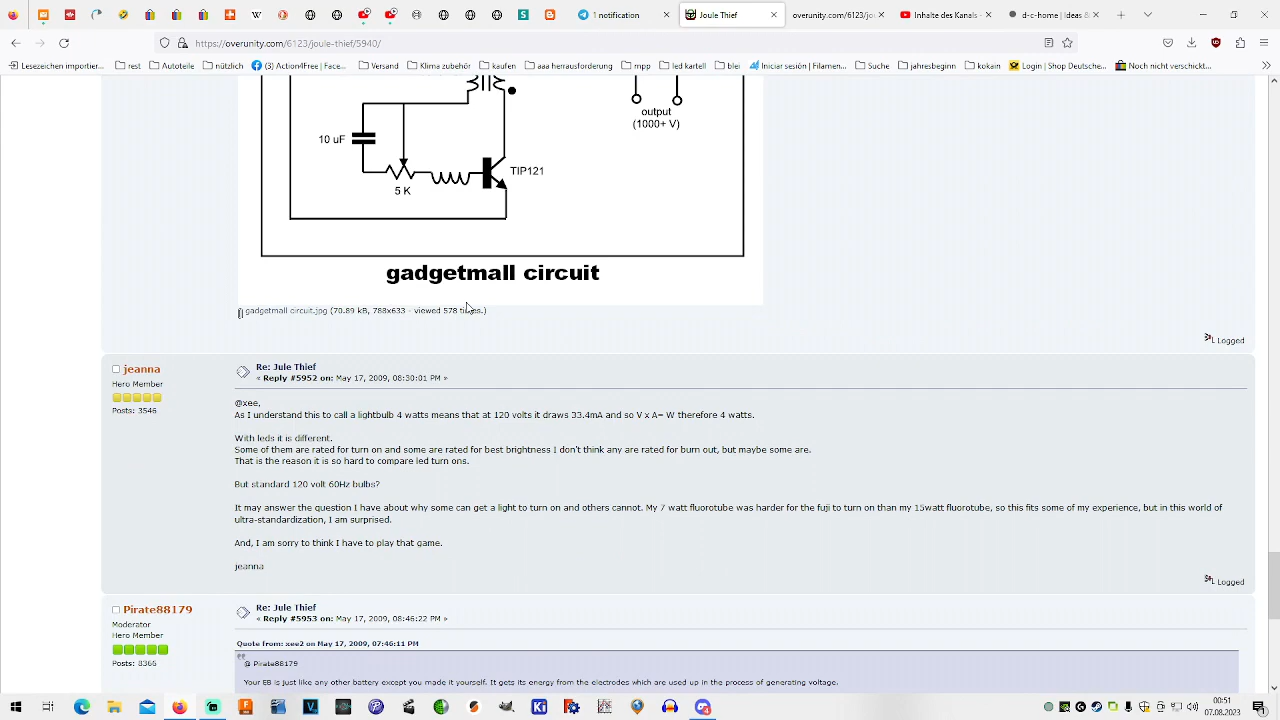 1 notification
Joule Thief
overunity.com/6123/jo
Inhalte des Kanals -
d-c-home.ideas -
https://overunity.com/6123/joule-thief/5940/
Lesezeichen importier...
rest
Autoteile
nützlich
(3) Action4Free | Face...
Versand
Klima zubehör
kaufen
aaa herrausforderung
mpp
led kartell
blei
Iniciar sesión | Filamen...
Suche
jahresbeginn
kokain
Login | Shop Deutsche...
Noch nicht verschickt...
output
(1000+ V)
10 uF
TIP121
5 K
gadgetmall circuit
gadgetmall circuit.jpg (70.89 kB, 788x633 - viewed 578 times.)
Logged
jeanna
Hero Member
Posts: 3546
Re: Jule Thief
« Reply #5952 on: May 17, 2009, 08:30:01 PM »
@xee,
As I understand this to call a lightbulb 4 watts means that at 120 volts it draws 33.4mA and so V x A= W therefore 4 watts.
With leds it is different.
Some of them are rated for turn on and some are rated for best brightness I don't think any are rated for burn out, but maybe some are.
That is the reason it is so hard to compare led turn ons.
But standard 120 volt 60Hz bulbs?
It may answer the question I have about why some can get a light to turn on and others cannot. My 7 watt fluorotube was harder for the fuji to turn on than my 15watt fluorotube, so this fits some of my experience, but in this world of
ultra-standardization, I am surprised.
And, I am sorry to think I have to play that game.
jeanna
Logged
Pirate88179
Moderator
Hero Member
Posts: 8366
Re: Jule Thief
« Reply #5953 on: May 17, 2009, 08:46:22 PM »
Quote from: xee2 on May 17, 2009, 07:46:11 PM
@ Pirate88179
Your EB is just like any other battery except you made it yourself. It gets its energy from the electrodes which are used up in the process of generating voltage.
00:51
07.08.2023